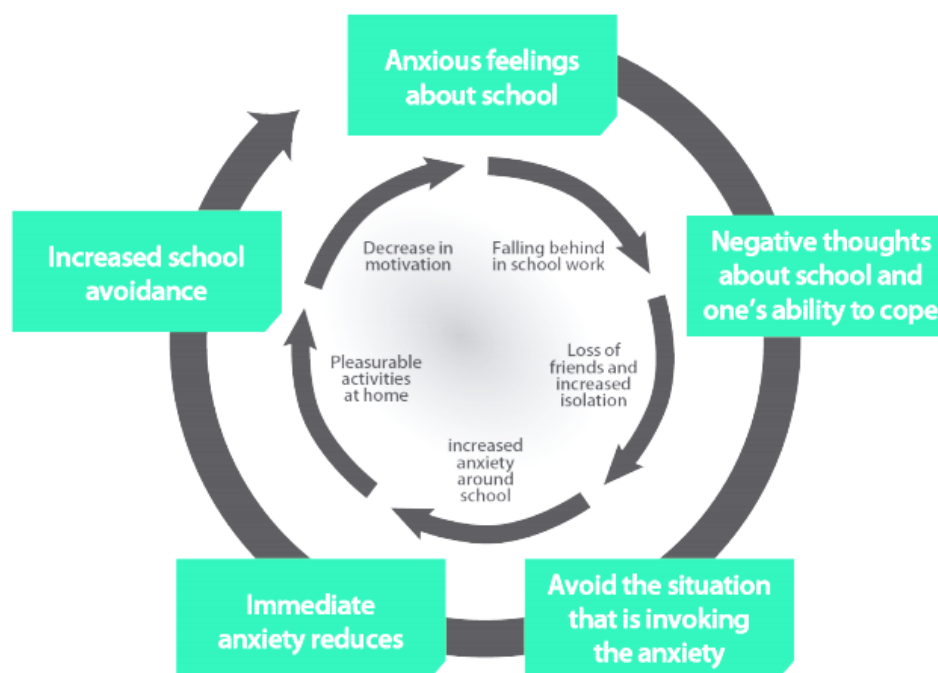 Anxious feelings
about school
Negative thoughts
about school and
one's ability to cope
Avoid the situation
that is invoking
the anxiety
Immediate
anxiety reduces
Increased school
avoidance
Falling behind
in school work
Loss of
friends and
increased
isolation
increased
anxiety
around
school
Pleasurable
activities
at home
Decrease in
motivation